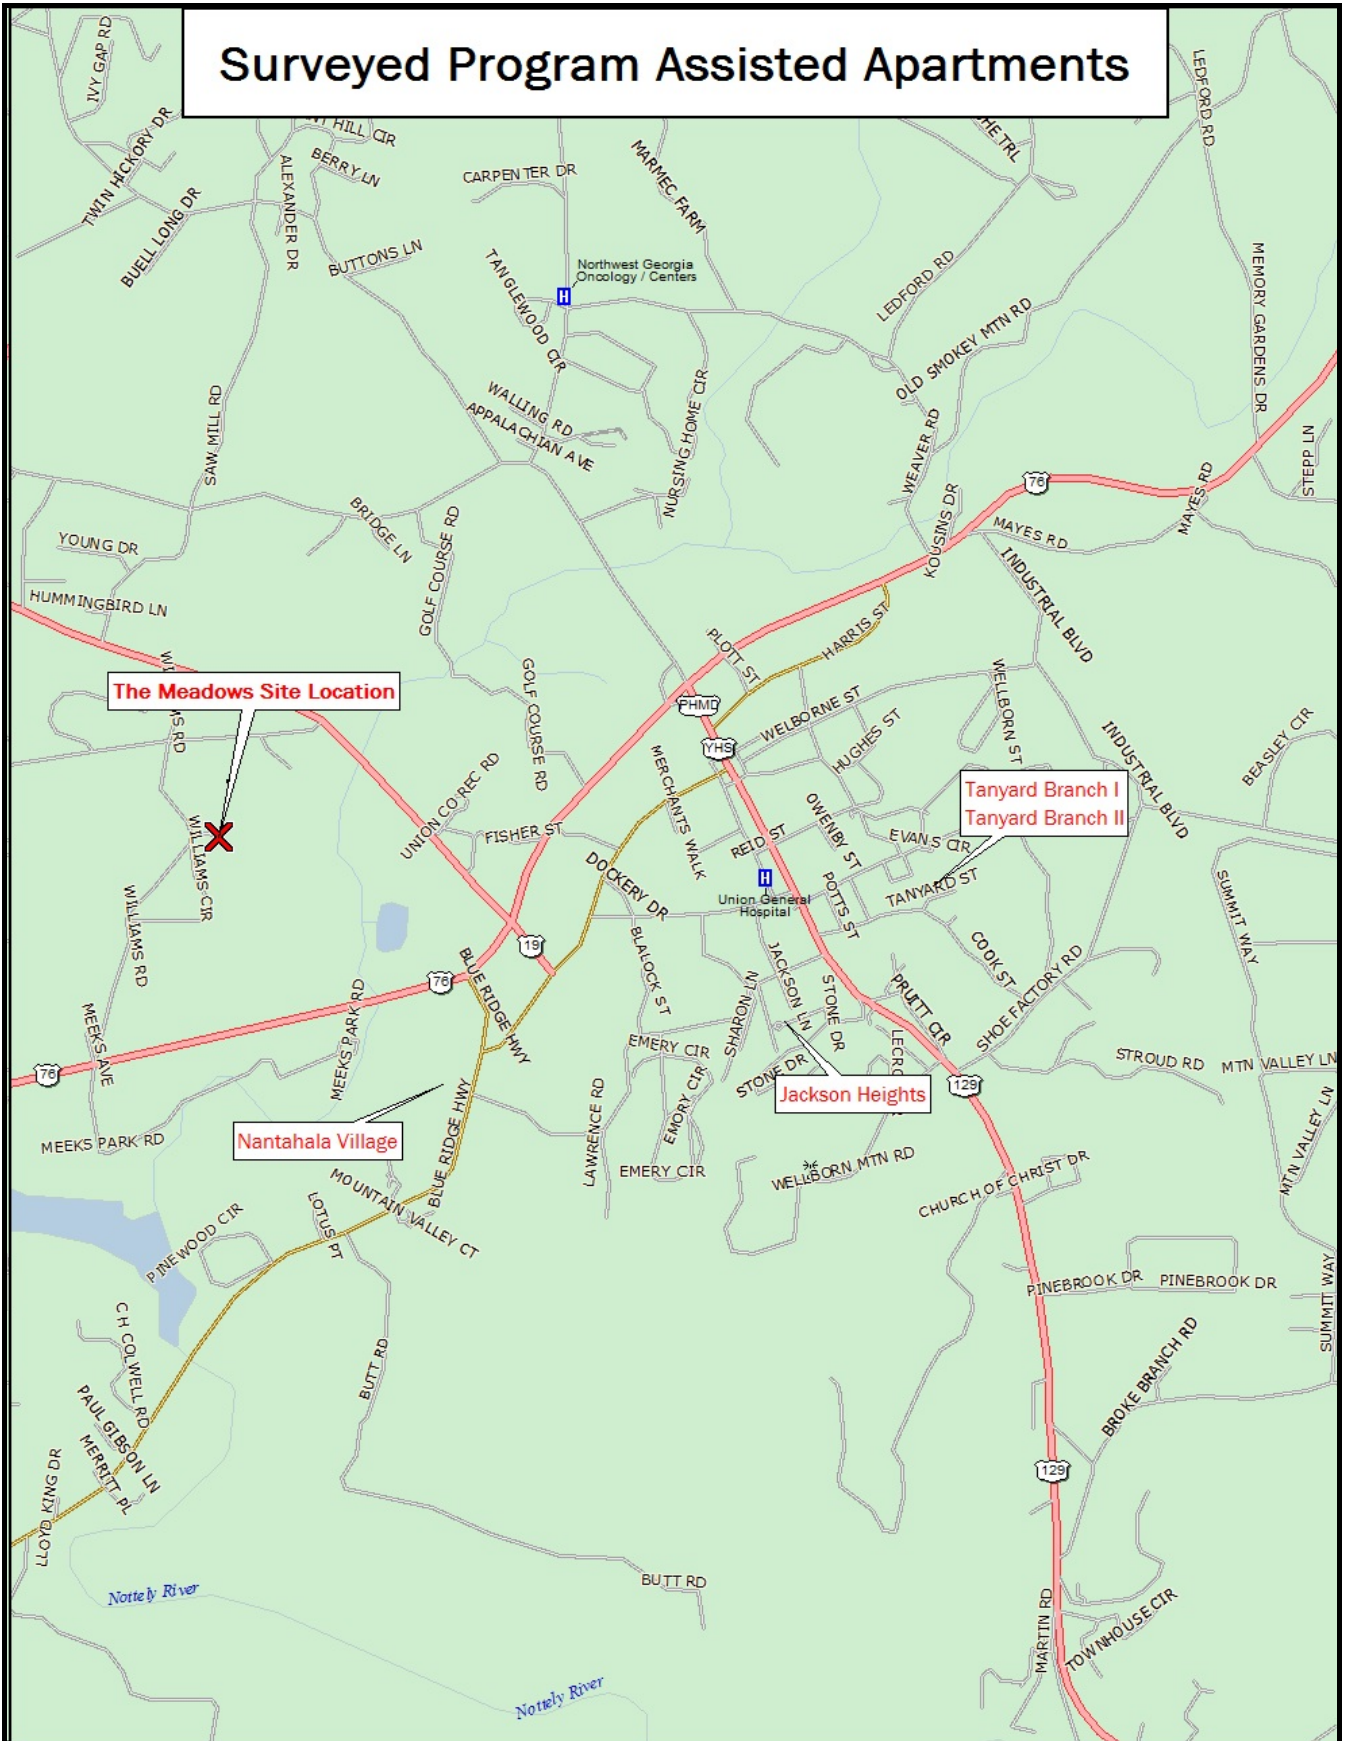 Surveyed Program Assisted Apartments
IVY GAP RD
TWIN HICKORY DR
BUELL LONG DR
HILL CIR
BERRY LN
ALEXANDER DR
BUTTONS LN
CARPENTER DR
MARMEC FARM
HE TRL
LEDFORD RD
Northwest Georgia
Oncology / Centers
H
TANGLEWOOD CIR
LEDFORD RD
OLD SMOKEY MTN RD
MEMORY GARDENS DR
SAW MILL RD
WALLING RD
APPALACHIAN AVE
NURSING HOME CIR
WEAVER RD
STEPP LN
76
MAYES RD
KOUSINS DR
MAYES RD
BRIDGE LN
GOLF COURSE RD
YOUNG DR
HUMMINGBIRD LN
INDUSTRIAL BLVD
HARRIS ST
PLOTT ST
WI
MS RD
The Meadows Site Location
GOLF COURSE RD
PHMD
WELLBORN ST
WELBORNE ST
YHS
HUGHES ST
MERCHANTS WALK
INDUSTRIAL BLVD
BEASLEY CIR
UNION CO REC RD
Tanyard Branch I
Tanyard Branch II
OWENBY ST
EVANS CIR
FISHER ST
REID ST
WILLIAMS CIR
DOCKERY DR
H
Union General
Hospital
POTTS ST
TANYARD ST
SUMMIT WAY
WILLIAMS RD
19
76
BLUE RIDGE HWY
BLALOCK ST
JACKSON LN
COOK ST
SHOE FACTORY RD
PRUITT CIR
STONE DR
SHARON LN
MEEKS PARK RD
MEEKS AVE
76
EMERY CIR
STONE DR
LECRO
STROUD RD
MTN VALLEY LN
129
Jackson Heights
EMORY CIR
LAWRENCE RD
BLUE RIDGE HWY
MEEKS PARK RD
Nantahala Village
EMERY CIR
WELLBORN MTN RD
CHURCH OF CHRIST DR
MTN VALLEY LN
MOUNTAIN VALLEY CT
LOTUS PT
PINEWOOD CIR
PINEBROOK DR
PINEBROOK DR
SUMMIT WAY
C H COLWELL RD
BUTT RD
BROKE BRANCH RD
PAUL GIBSON LN
MERRITT PL
LLOYD KING DR
129
Nottely River
BUTT RD
MARTIN RD
TOWNHOUSE CIR
Nottely River